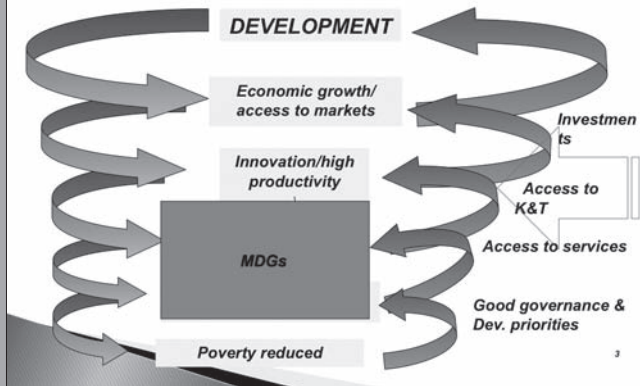 DEVELOPMENT
Economic growth/
access to markets
Innovation/high
productivity
MDGs
Poverty reduced
Investmen
ts
Access to
K&T
Access to services
Good governance &
Dev. priorities
3